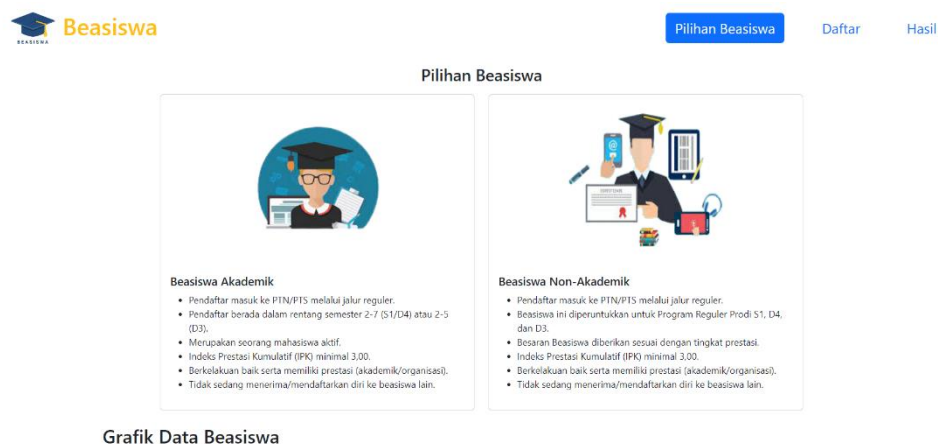 BEASISWA
Beasiswa
Pilihan Beasiswa
Daftar
Hasil
Pilihan Beasiswa
Beasiswa Akademik
• Pendaftar masuk ke PTN/PTS melalui jalur reguler.
• Pendaftar berada dalam rentang semester 2-7 (S1/D4) atau 2-5
(D3).
• Merupakan seorang mahasiswa aktif.
• Indeks Prestasi Kumulatif (IPK) minimal 3,00.
• Berkelakuan baik serta memiliki prestasi (akademik/organisasi).
• Tidak sedang menerima/mendaftarkan diri ke beasiswa lain.
Beasiswa Non-Akademik
• Pendaftar masuk ke PTN/PTS melalui jalur reguler.
• Beasiswa ini diperuntukkan untuk Program Reguler Prodi S1, D4,
dan D3.
• Besaran Beasiswa diberikan sesuai dengan tingkat prestasi.
• Indeks Prestasi Kumulatif (IPK) minimal 3,00.
• Berkelakuan baik serta memiliki prestasi (akademik/organisasi).
• Tidak sedang menerima/mendaftarkan diri ke beasiswa lain.
Grafik Data Beasiswa